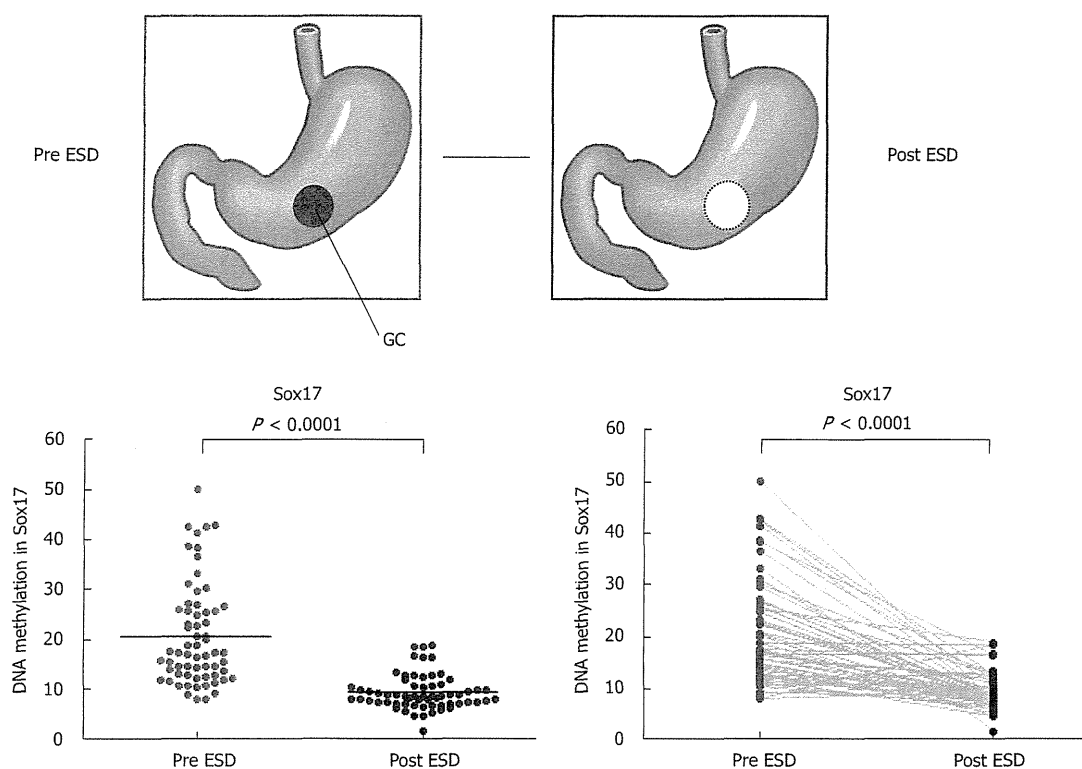 Pre ESD
Post ESD
GC
Sox17
P < 0.0001
DNA methylation in Sox17
60
50
40
30
20
10
0
Pre ESD
Post ESD
Sox17
P < 0.0001
DNA methylation in Sox17
60
50
40
30
20
10
0
Pre ESD
Post ESD